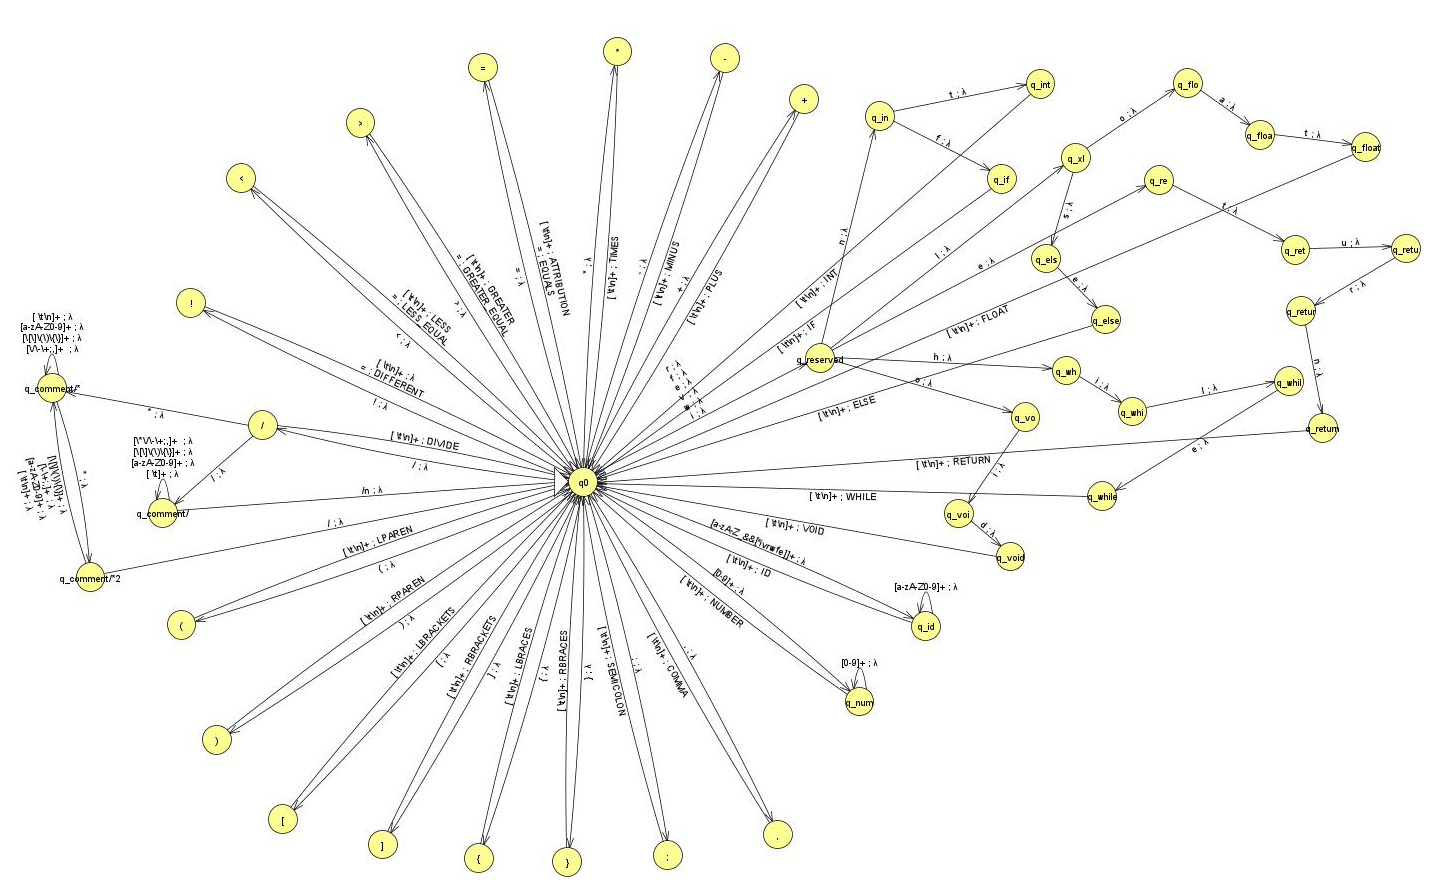 =
*
-
+
>
<
!
/
q_in
t ; λ
q_int
f ; λ
q_if
q_xl
o ; λ
q_flo
a ; λ
q_floa
t ; λ
q_float
s ; λ
q_els
e ; λ
q_else
q_re
t ; λ
q_ret
u ; λ
q_retu
r ; λ
q_retur
n ; λ
q_return
q_reserved
n ; λ
l ; λ
e ; λ
h ; λ
q_wh
i ; λ
q_whi
l ; λ
q_whil
e ; λ
q_while
o ; λ
q_vo
i ; λ
q_voi
d ; λ
q_void
r ; λ
f ; λ
e ; λ
v ; λ
w ; λ
i ; λ
[ \t\n]+ ; INT
[ \t\n]+ ; IF
[ \t\n]+ ; FLOAT
[ \t\n]+ ; ELSE
[ \t\n]+ ; RETURN
[ \t\n]+ ; WHILE
[ \t\n]+ ; VOID
[ \t\n]+ ; ID
[a-zA-Z0-9]+ ; λ
q_id
[0-9]+ ; λ
[ \t\n]+ ; NUMBER
[0-9]+ ; λ
q_num
+ ; λ
[ \t\n]+ ; PLUS
- ; λ
[ \t\n]+ ; MINUS
* ; λ
[ \t\n]+ ; TIMES
[ \t\n]+ ; ATTRIBUTION
= ; EQUALS
= ; λ
[ \t\n]+ ; GREATER
= ; GREATER_EQUAL
> ; λ
[ \t\n]+ ; LESS
= ; LESS_EQUAL
< ; λ
[ \t\n]+ ; λ
= ; DIFFERENT
! ; λ
[ \t\n]+ ; DIVIDE
/ ; λ
* ; λ
/ ; λ
[ \t\n]+ ; λ
[a-zA-Z0-9]+ ; λ
[\[\]\(\)\{\}]+ ; λ
q_comment/*
[a-zA-Z0-9]+ ; λ
[ \t]+ ; λ
q_comment/
/n ; λ
* ; λ
[\[\]\(\)\{\}]+ ; λ
[a-zA-Z0-9]+ ; λ
[ \t\n]+ ; λ
q_comment/*2
/ ; λ
q0
[ \t\n]+ ; LPAREN
( ; λ
(
[ \t\n]+ ; RPAREN
) ; λ
)
[ \t\n]+ ; LBRACKETS
[ ; λ
[
[ \t\n]+ ; RBRACKETS
] ; λ
]
[ \t\n]+ ; LBRACES
{ ; λ
{
[ \t\n]+ ; RBRACES
} ; λ
}
[ \t\n]+ ; SEMICOLON
; ; λ
;
[ \t\n]+ ; COMMA
, ; λ
,